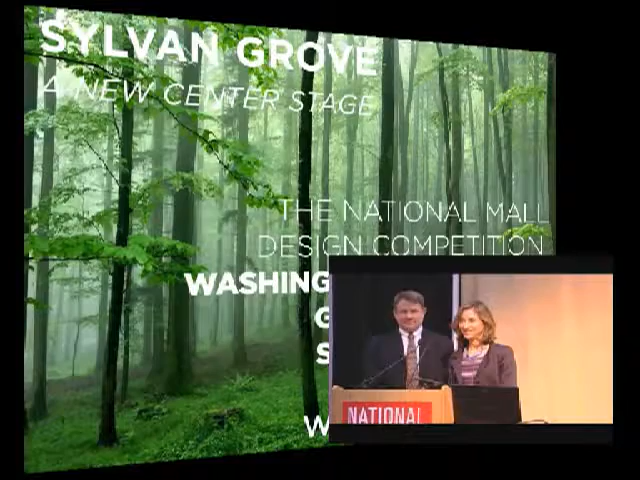 SYLVAN GROVE
A NEW CENTER STAGE
THE NATIONAL MALL
DESIGN COMPETITION
WASHING
G
S
W
NATIONAL